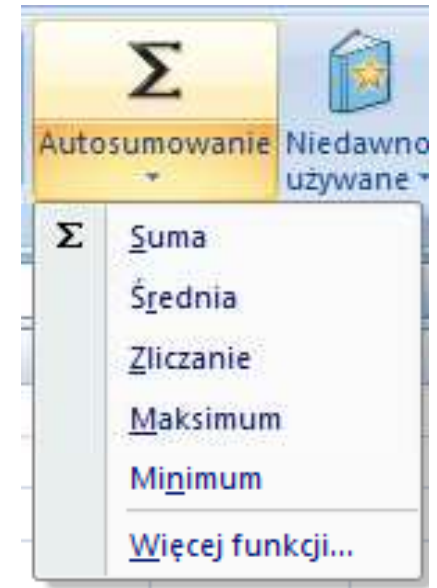 Σ
Autosumowanie
Niedawno
używane
Σ Suma
Średnia
Zliczanie
Maksimum
Minimum
Więcej funkcji...